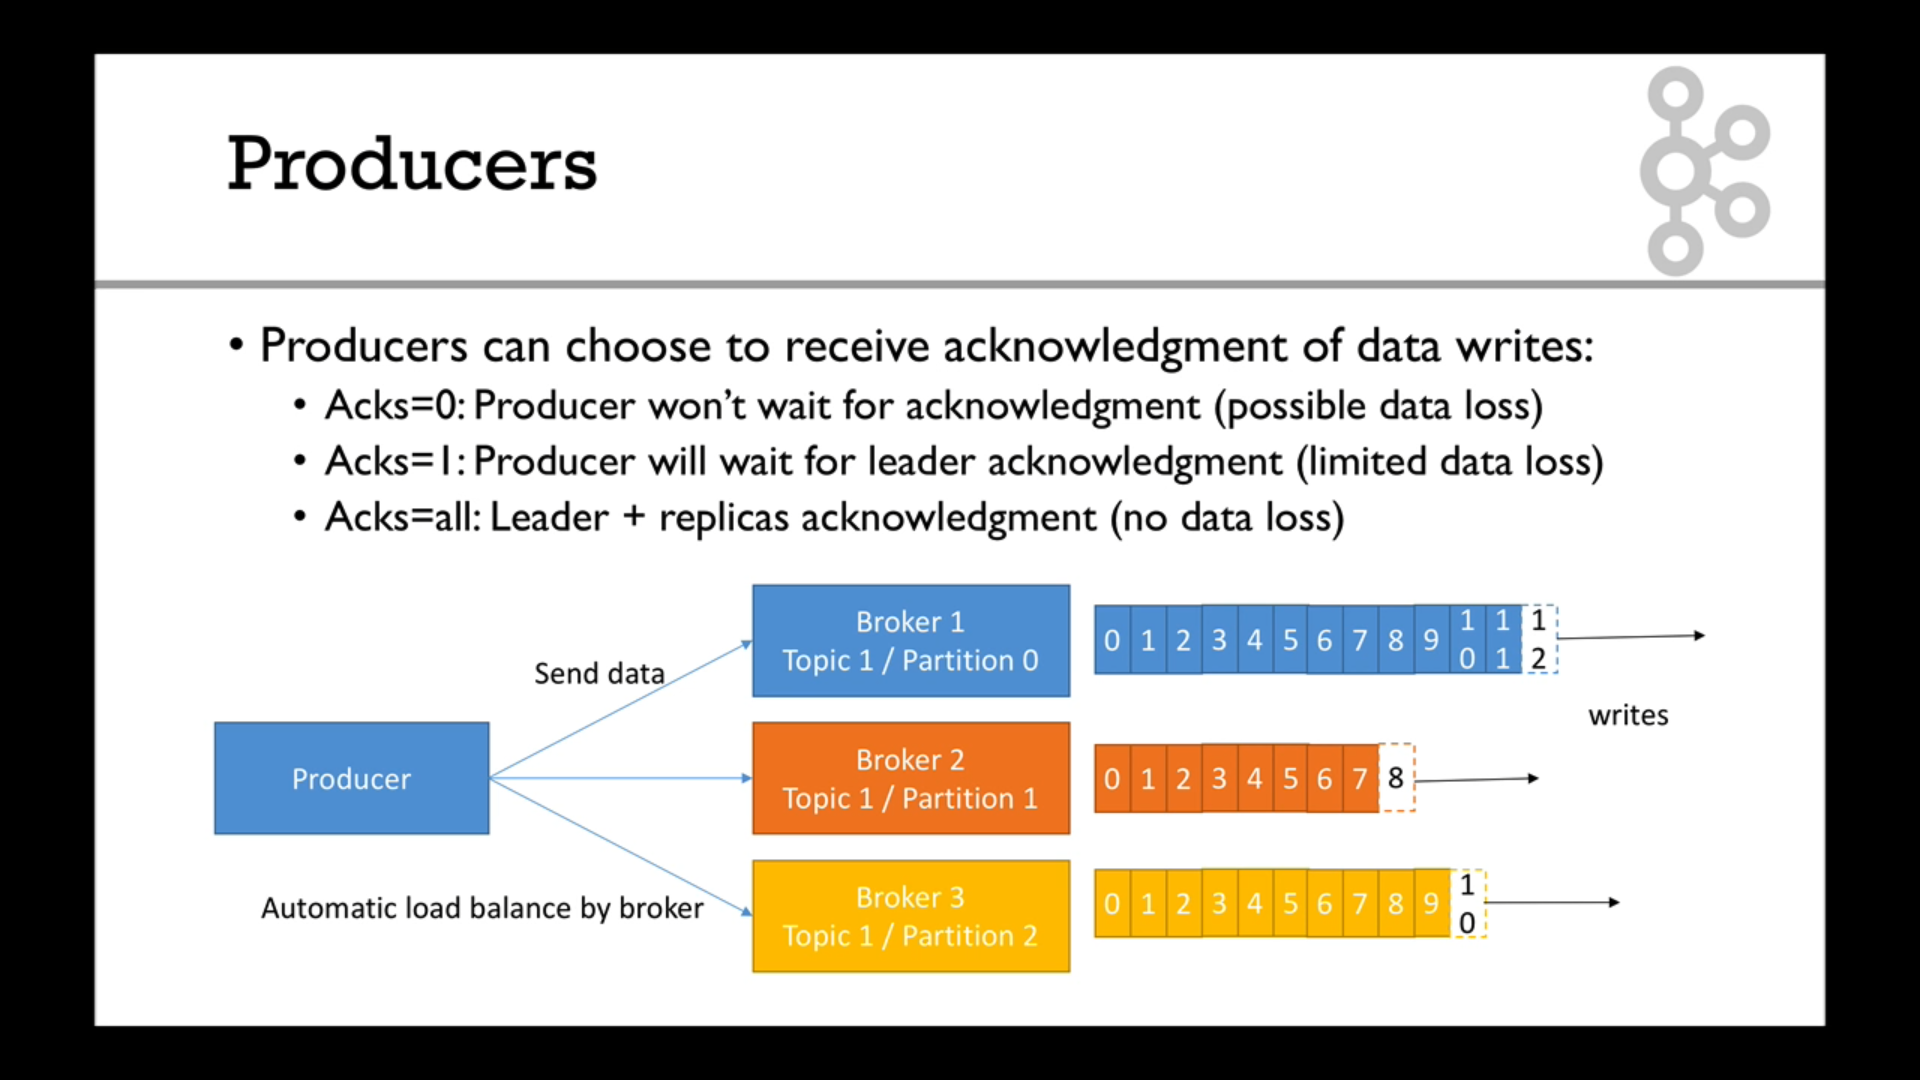 Producers
• Producers can choose to receive acknowledgment of data writes:
• Acks=0: Producer won’t wait for acknowledgment (possible data loss)
• Acks=1: Producer will wait for leader acknowledgment (limited data loss)
• Acks=all: Leader + replicas acknowledgment (no data loss)
Broker 1
Topic 1 / Partition 0
0 1 2 3 4 5 6 7 8 9 10 11 12
Send data
writes
Producer
Broker 2
Topic 1 / Partition 1
0 1 2 3 4 5 6 7 8
Automatic load balance by broker
Broker 3
Topic 1 / Partition 2
0 1 2 3 4 5 6 7 8 9 10